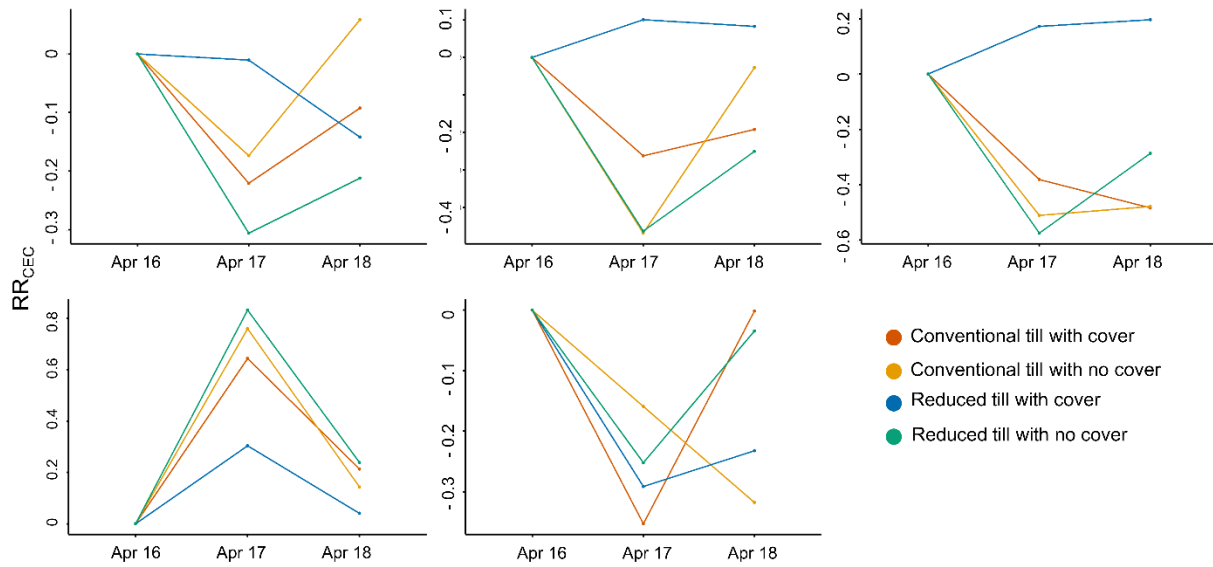 0
- 0.1
- 0.2
- 0.3
Apr 16 Apr 17 Apr 18
0.1
0
- 0.2
- 0.4
Apr 16 Apr 17 Apr 18
0.2
0
- 0.2
- 0.4
- 0.6
Apr 16 Apr 17 Apr 18
RR_CEC
0.8
0.6
0.4
0.2
0
Apr 16 Apr 17 Apr 18
0
- 0.1
- 0.2
- 0.3
Apr 16 Apr 17 Apr 18
Conventional till with cover
Conventional till with no cover
Reduced till with cover
Reduced till with no cover